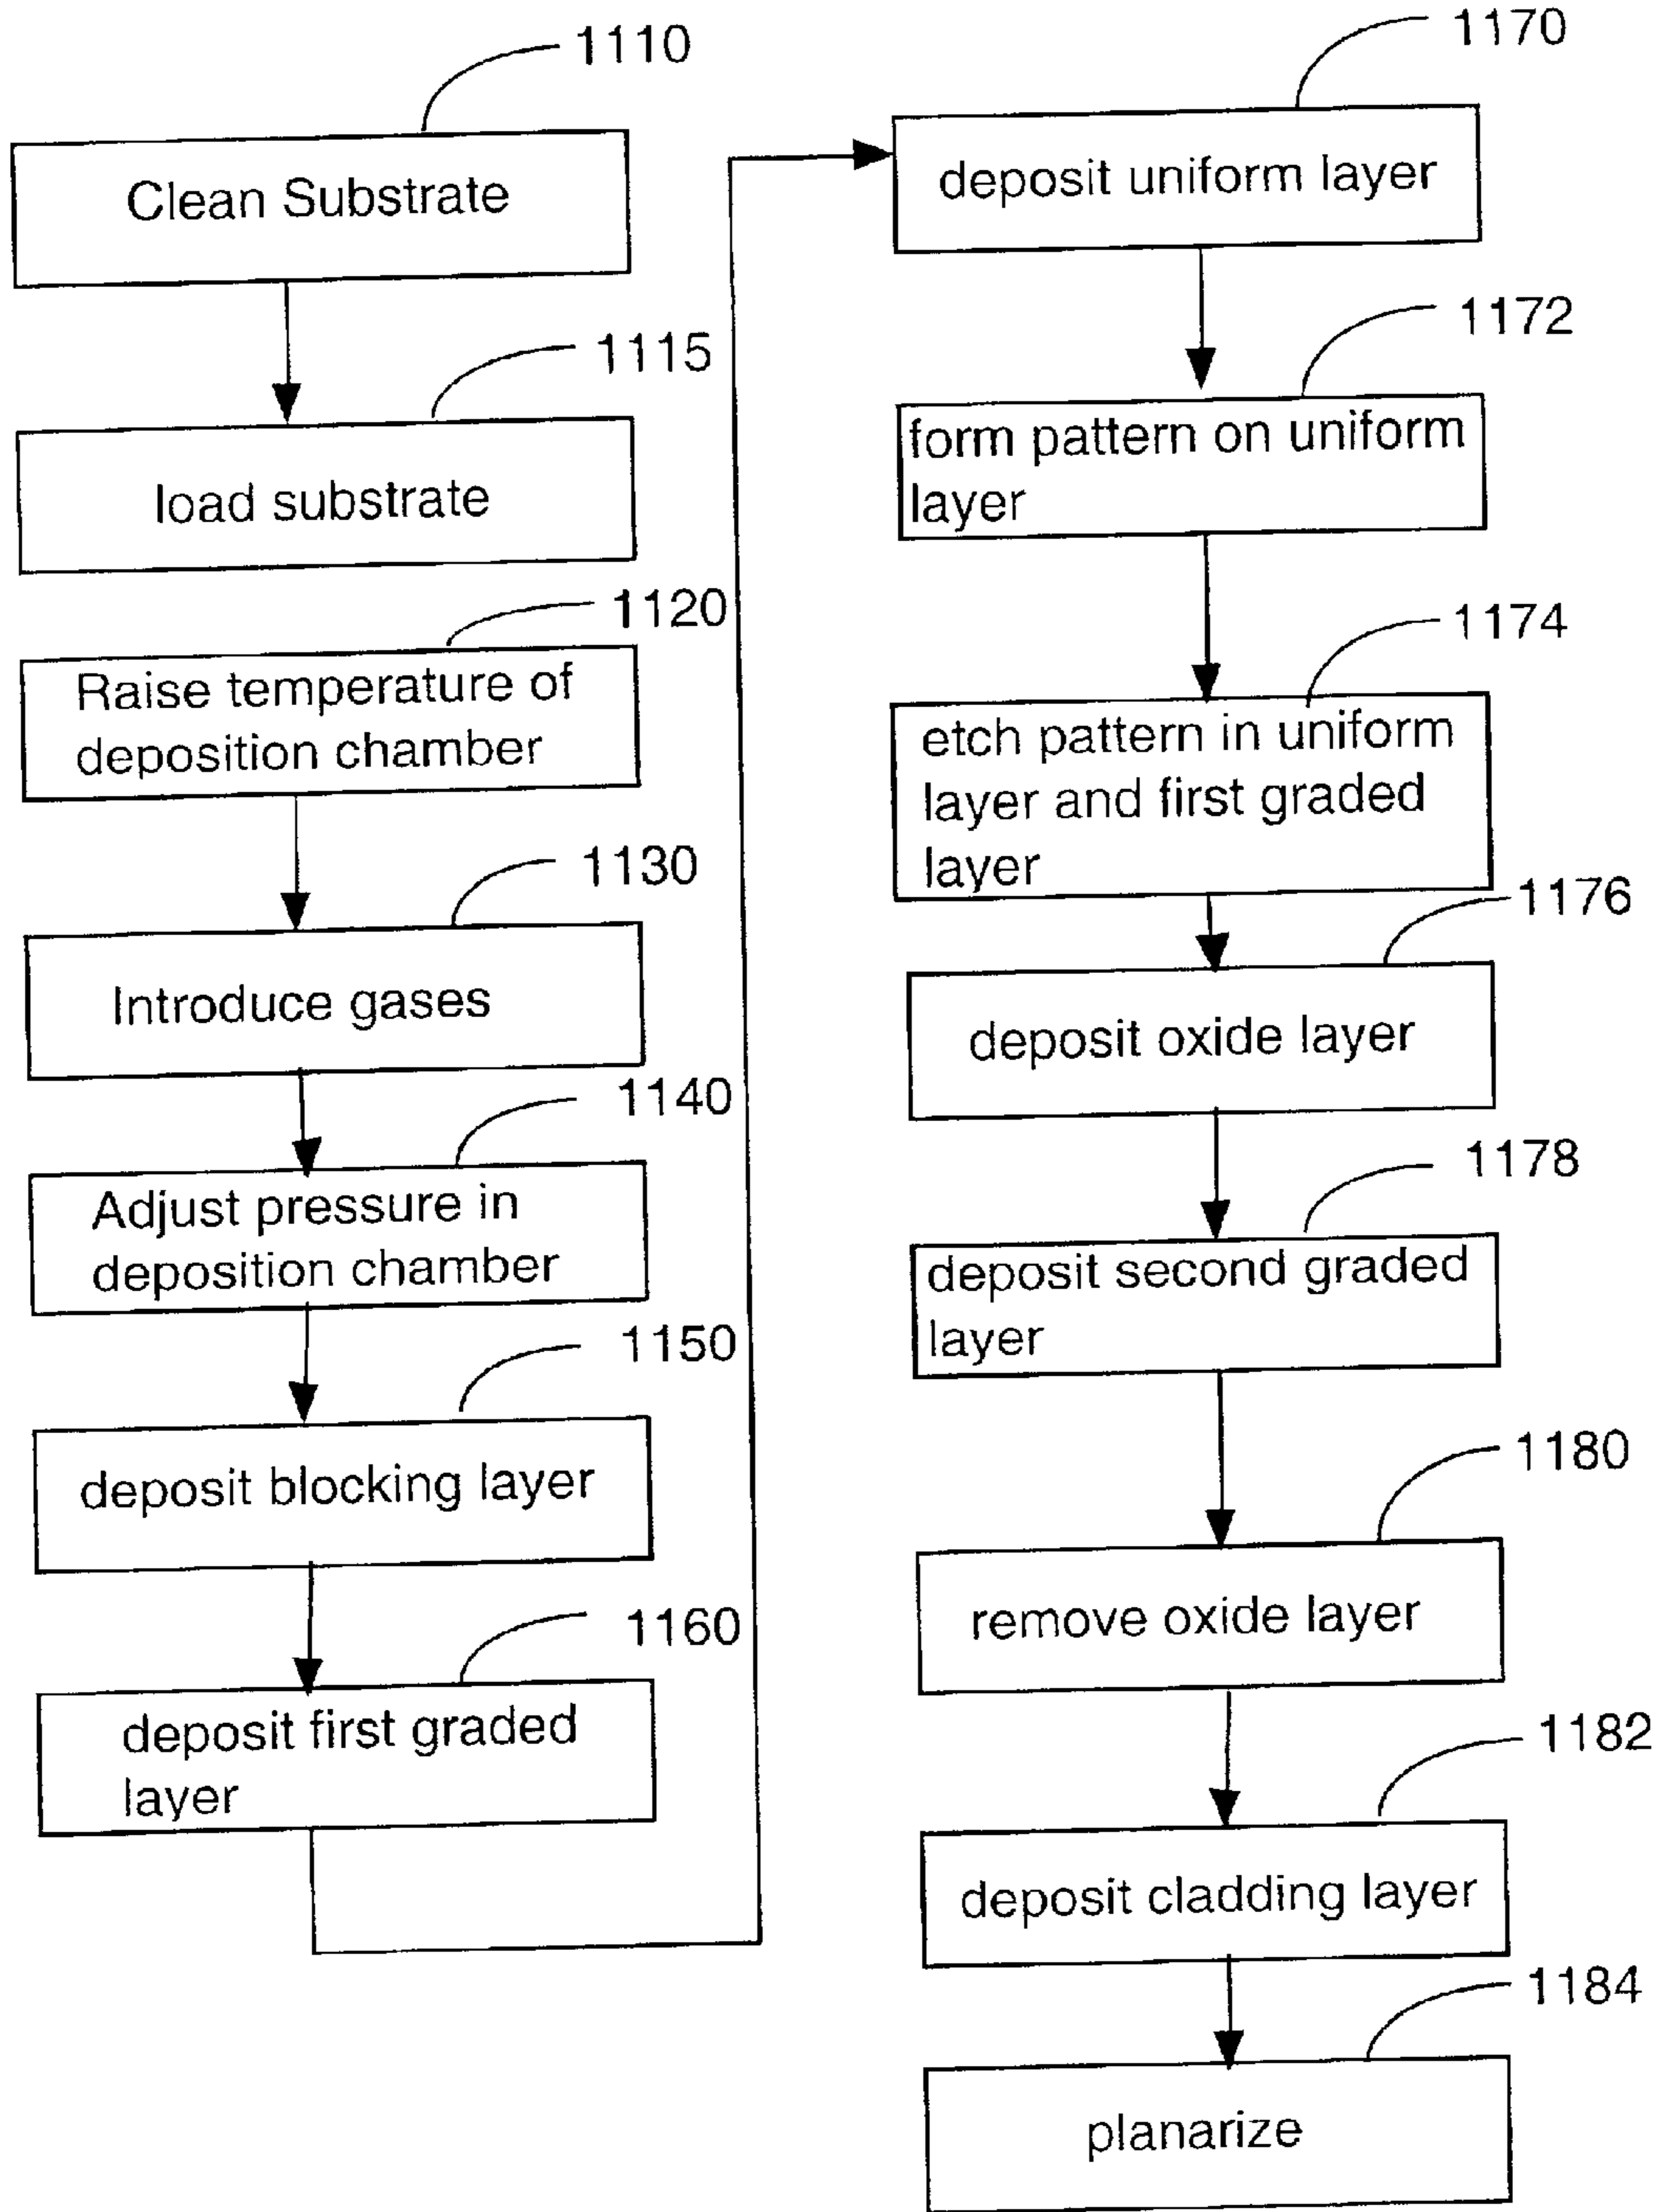 1110
Clean Substrate
1115
load substrate
1120
Raise temperature of
deposition chamber
1130
Introduce gases
1140
Adjust pressure in
deposition chamber
1150
deposit blocking layer
1160
deposit first graded
layer
1170
deposit uniform layer
1172
form pattern on uniform
layer
1174
etch pattern in uniform
layer and first graded
layer
1176
deposit oxide layer
1178
deposit second graded
layer
1180
remove oxide layer
1182
deposit cladding layer
1184
planarize